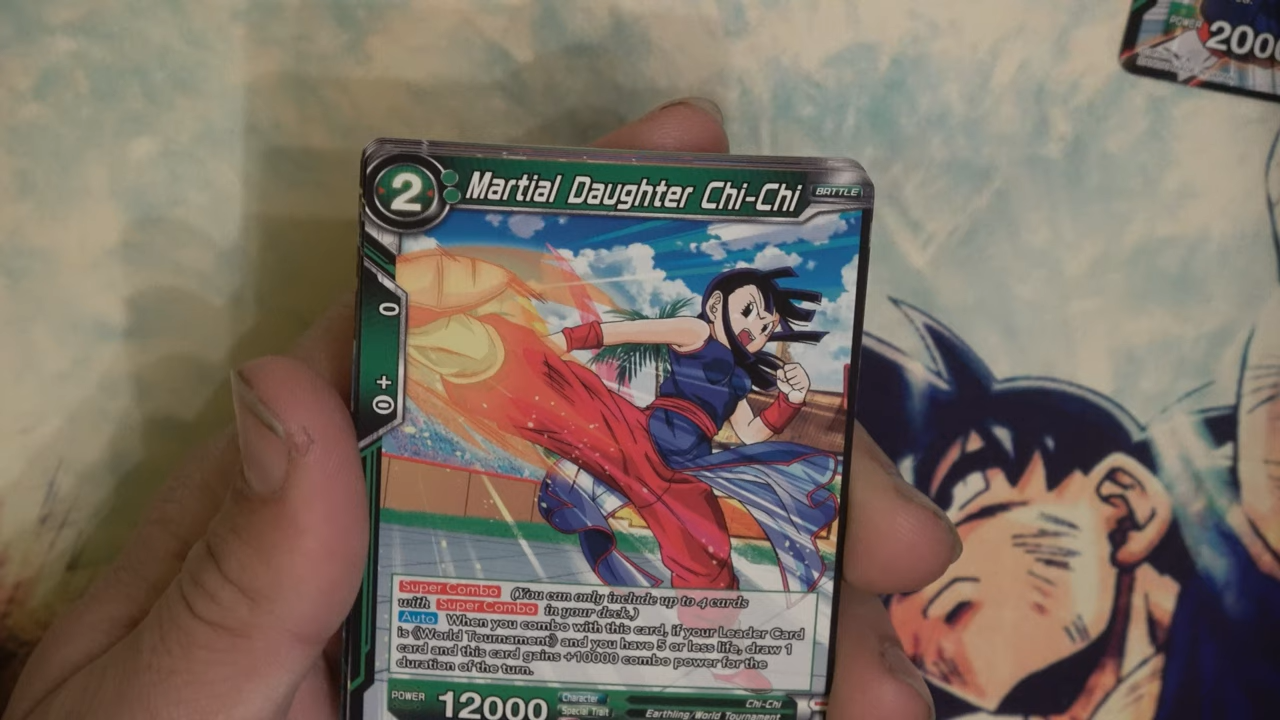 POWER 2000
2 Martial Daughter Chi-Chi BATTLE
0
0 +
Super Combo (You can only include up to 4 cards
with Super Combo in your deck.)
Auto When you combo with this card, if your Leader Card
is 《World Tournament》 and you have 5 or less life, draw 1
card and this card gains +10000 combo power for the
duration of the turn.
POWER 12000 Character Chi-Chi
Special Trait Earthling/World Tournament